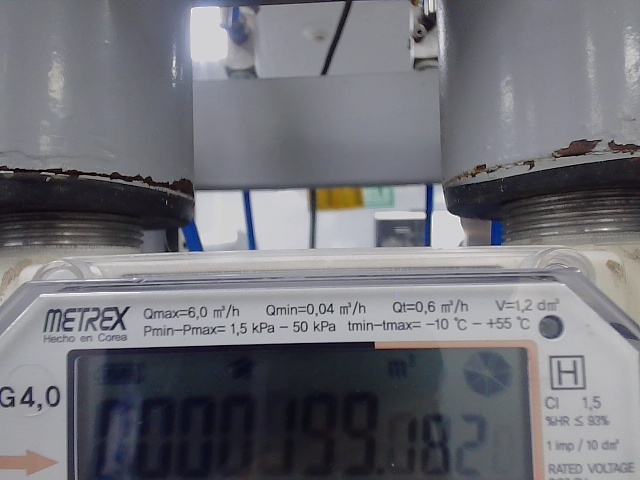 METREX
Hecho en Corea
Qmax=6,0 m³/h Qmin=0,04 m³/h Qt=0,6 m³/h V=1,2 dm³
Pmin-Pmax= 1,5 kPa - 50 kPa tmin-tmax= -10 °C - +55 °C
G4,0
H
Cl 1,5
%HR ≤ 93%
1 imp / 10 dm³
RATED VOLTAGE
m³